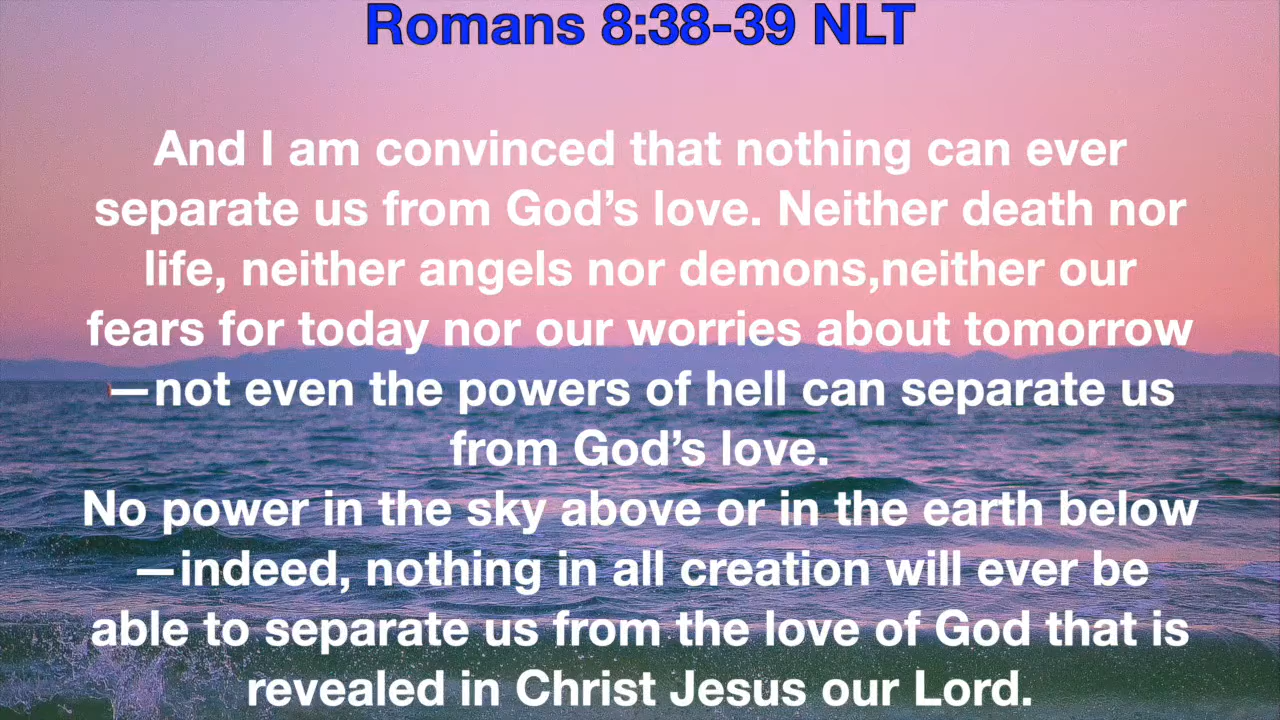 Romans 8:38-39 NLT
And I am convinced that nothing can ever
separate us from God’s love. Neither death nor
life, neither angels nor demons,neither our
fears for today nor our worries about tomorrow
—not even the powers of hell can separate us
from God’s love.
No power in the sky above or in the earth below
—indeed, nothing in all creation will ever be
able to separate us from the love of God that is
revealed in Christ Jesus our Lord.